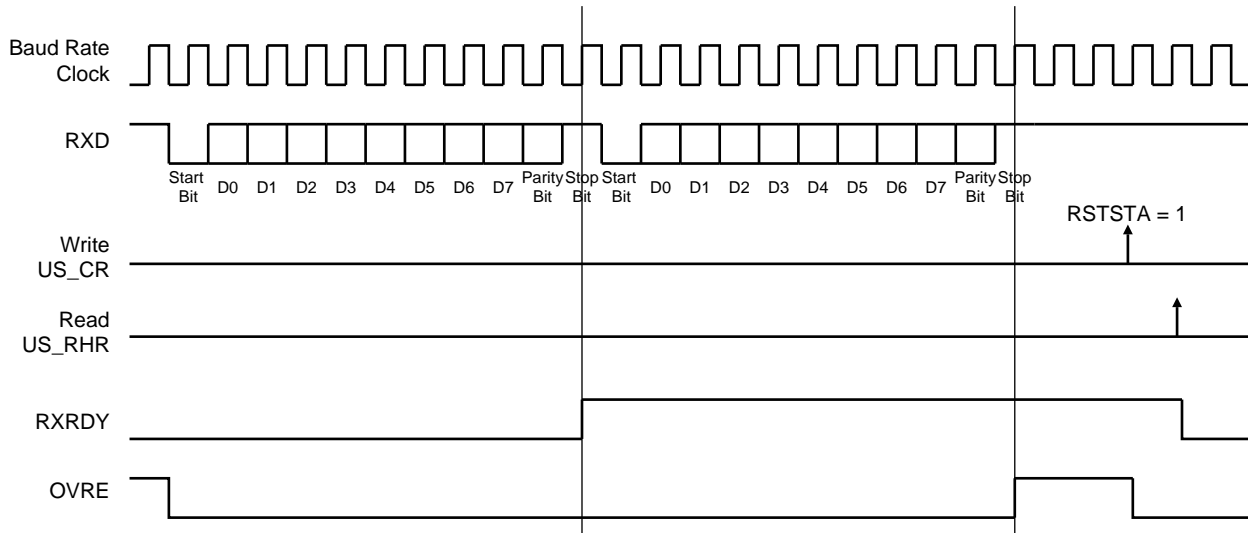 Baud Rate
Clock
RXD
Start
Bit
D0
D1
D2
D3
D4
D5
D6
D7
Parity
Bit
Stop
Bit
Start
Bit
D0
D1
D2
D3
D4
D5
D6
D7
Parity
Bit
Stop
Bit
RSTSTA = 1
Write
US_CR
Read
US_RHR
RXRDY
OVRE